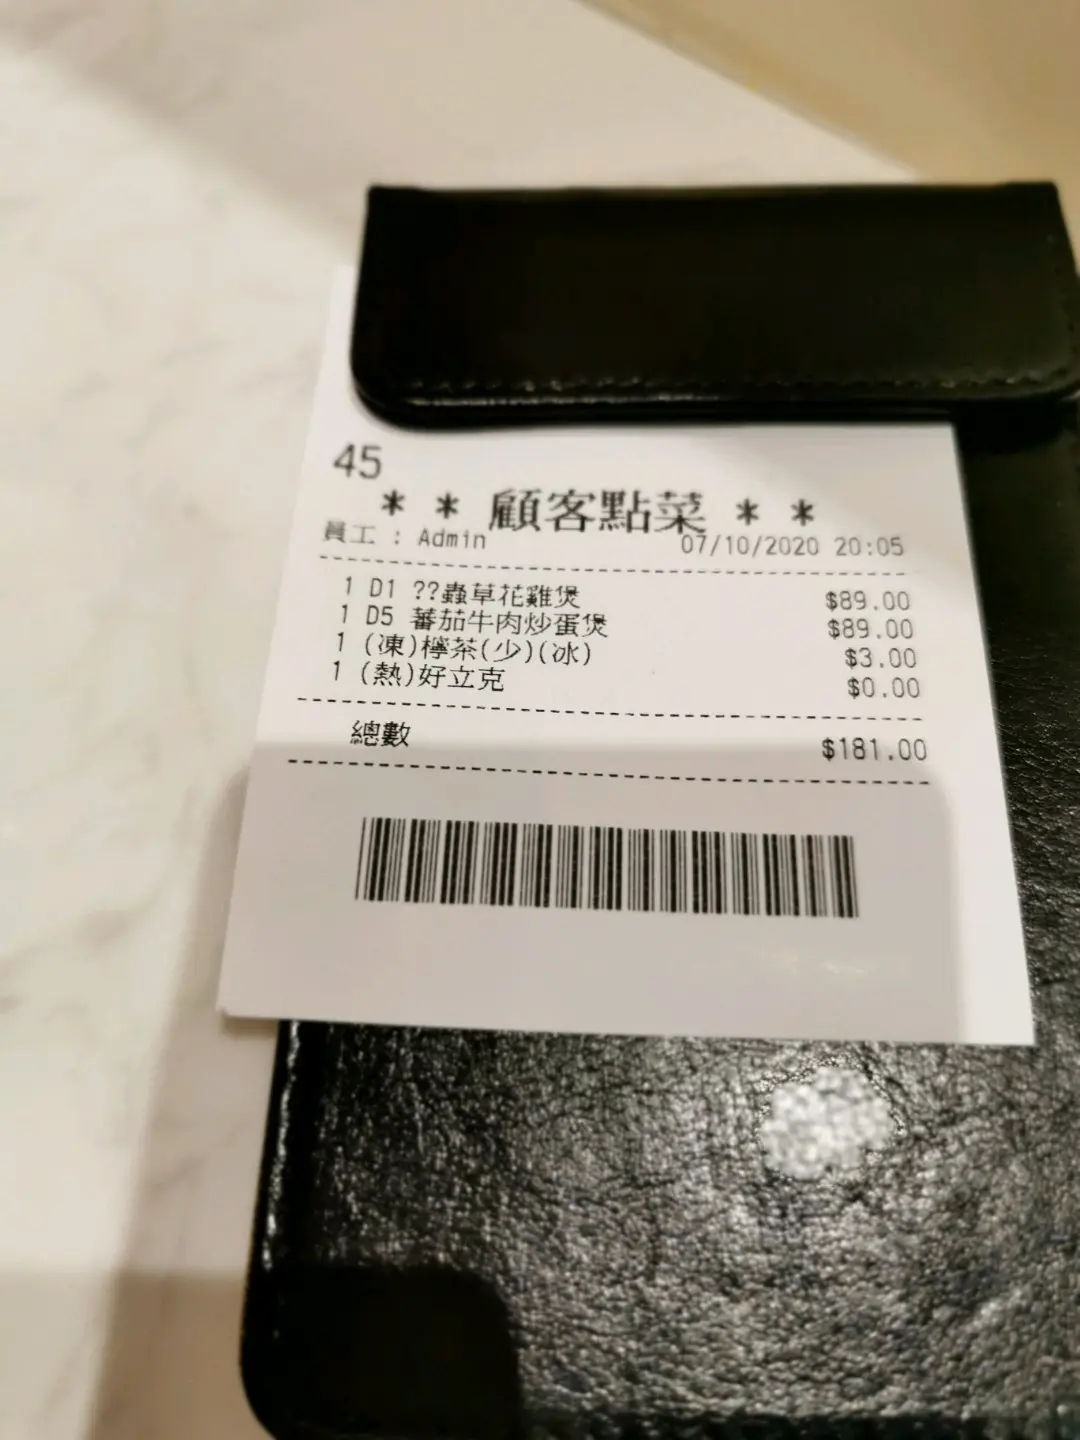 45
* * 顧客點菜 * *
員工 : Admin 07/10/2020 20:05
1 D1 ??蟲草花雞煲 $89.00
1 D5 蕃茄牛肉炒蛋煲 $89.00
1 (凍)檸茶(少)(冰) $3.00
1 (熱)好立克 $0.00
總數 $181.00